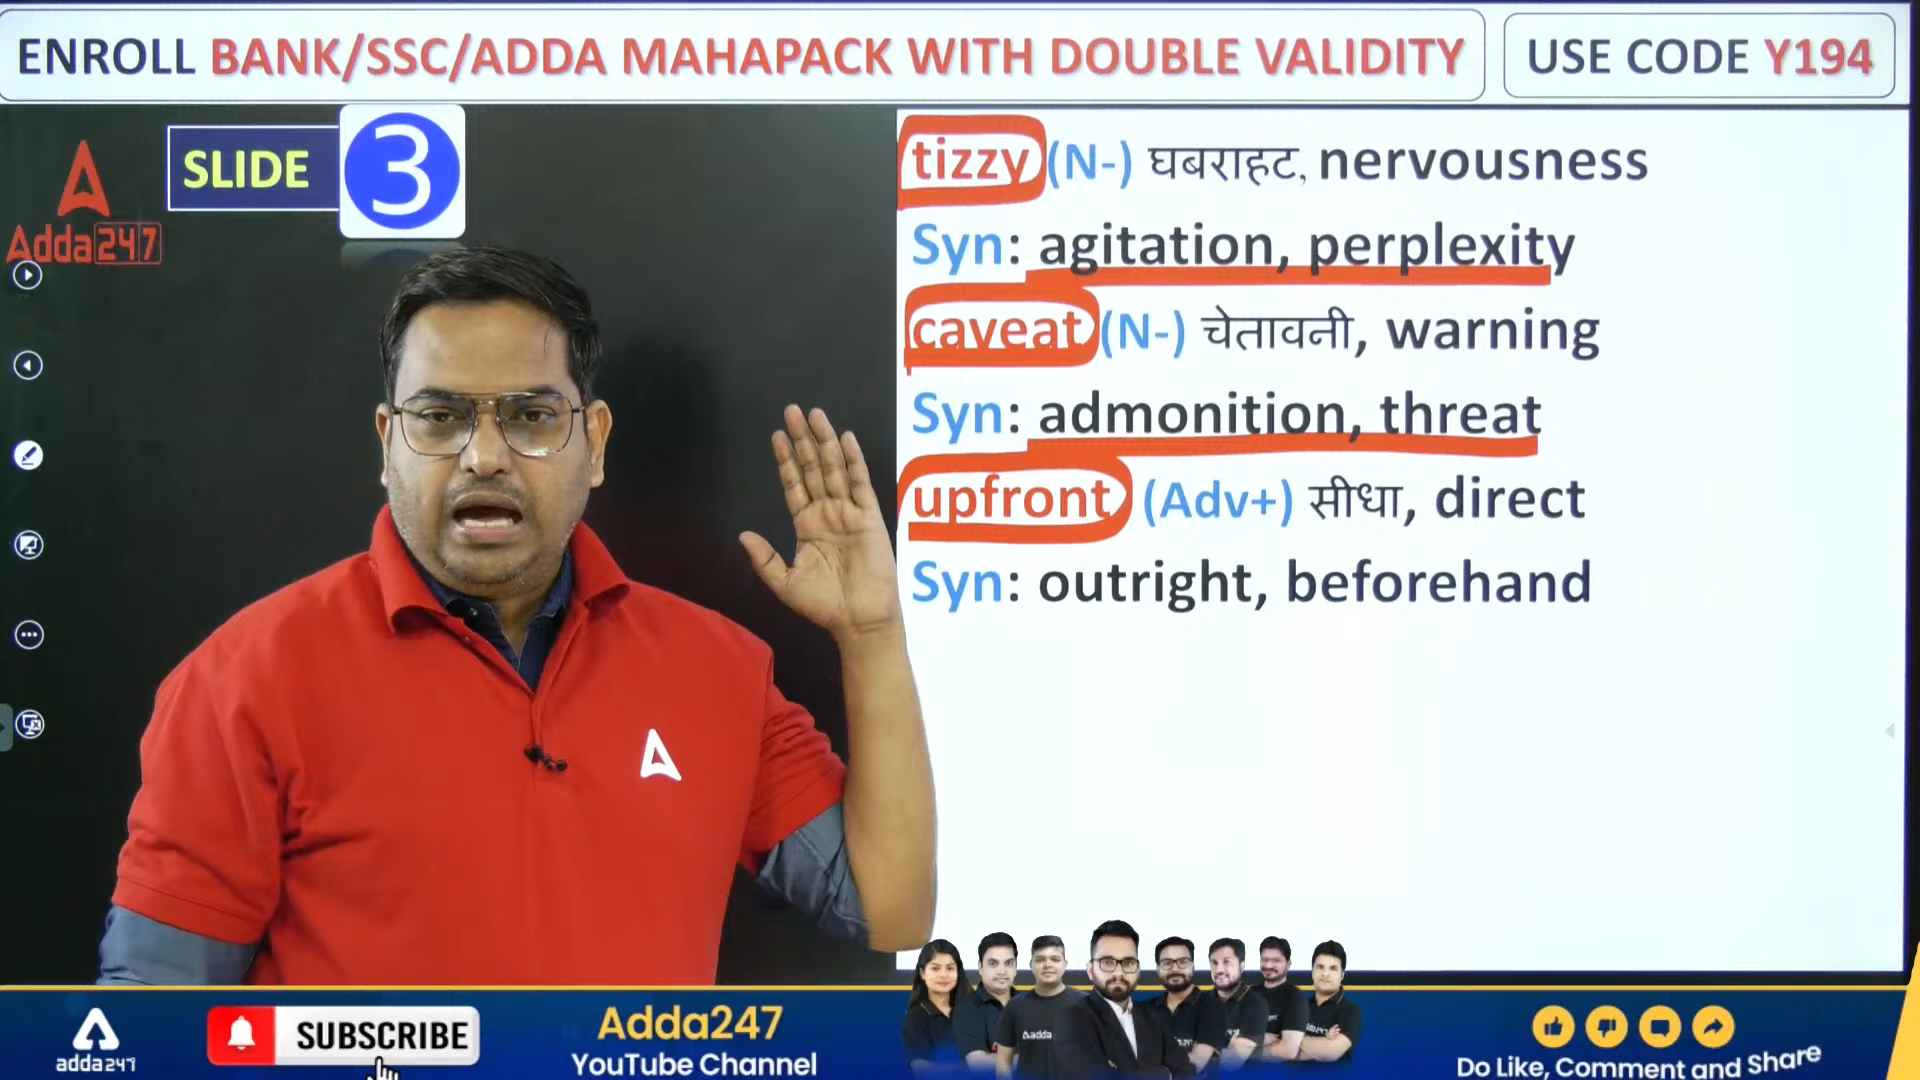 ENROLL BANK/SSC/ADDA MAHAPACK WITH DOUBLE VALIDITY
USE CODE Y194
SLIDE 3
Adda247
tizzy (N-) घबराहट, nervousness
Syn: agitation, perplexity
caveat (N-) चेतावनी, warning
Syn: admonition, threat
upfront (Adv+) सीधा, direct
Syn: outright, beforehand
adda247
SUBSCRIBE
Adda247
YouTube Channel
adda
Do Like, Comment and Share